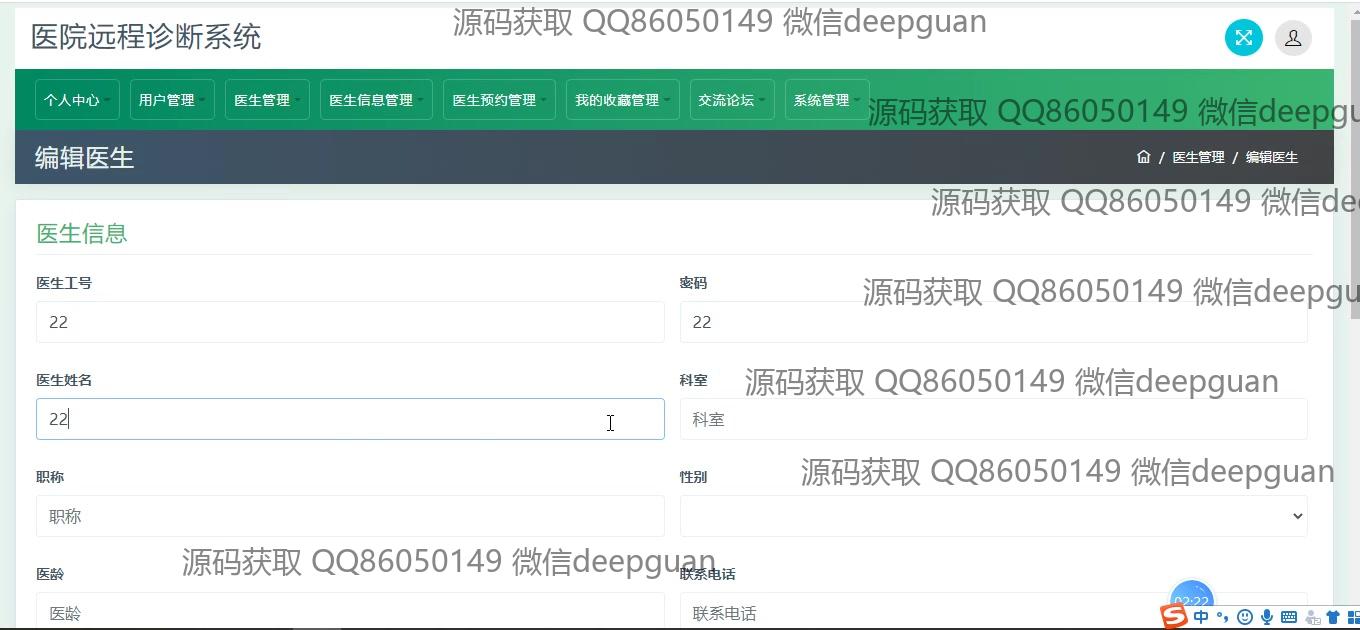 医院远程诊断系统
源码获取 QQ86050149 微信deepguan
个人中心 用户管理 医生管理 医生信息管理 医生预约管理 我的收藏管理 交流论坛 系统管理
源码获取 QQ86050149 微信deepgu
编辑医生
/ 医生管理 / 编辑医生
源码获取 QQ86050149 微信dee
医生信息
医生工号 密码
源码获取 QQ86050149 微信deepgu
22 22
医生姓名 科室
源码获取 QQ86050149 微信deepguan
22 科室
职称 性别
源码获取 QQ86050149 微信deepguan
职称
源码获取 QQ86050149 微信deepguan
医龄 联系电话
02:22
医龄 联系电话
S 中